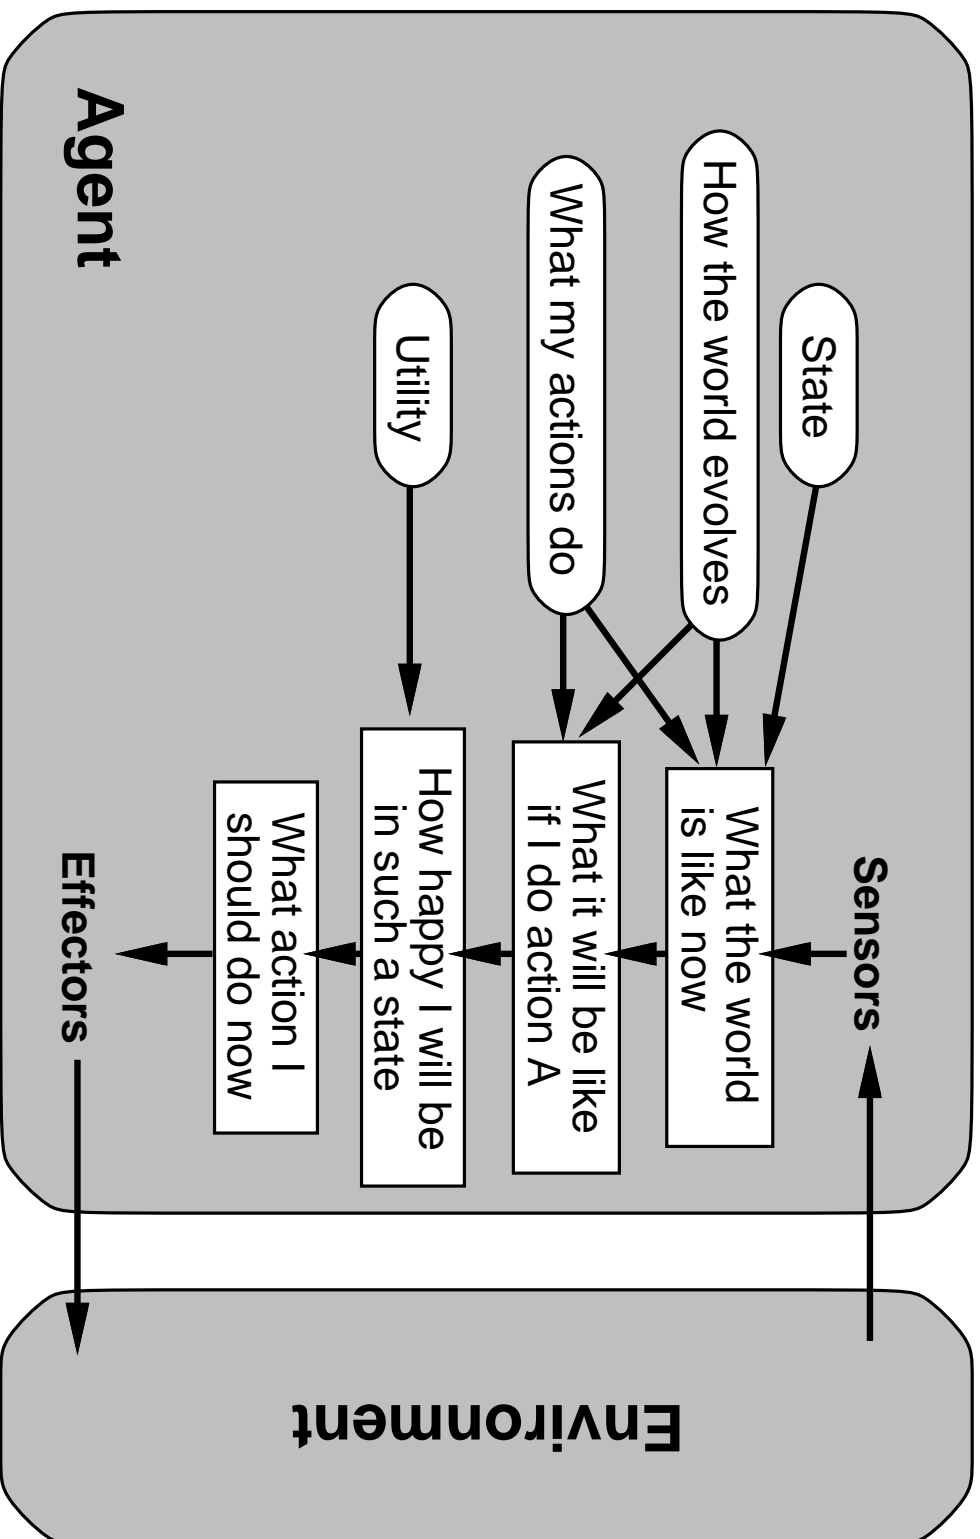 Sensors
State
How the world evolves
What the world
is like now
What my actions do
What it will be like
if I do action A
Utility
How happy I will be
in such a state
What action I
should do now
Agent
Effectors
Environment